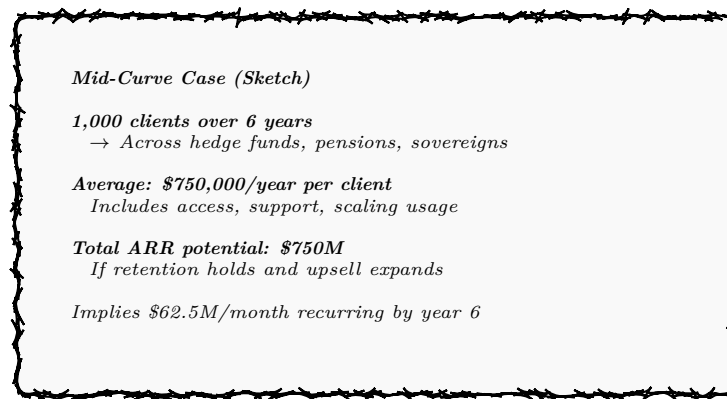 Mid-Curve Case (Sketch)
1,000 clients over 6 years
→ Across hedge funds, pensions, sovereigns
Average: $750,000/year per client
Includes access, support, scaling usage
Total ARR potential: $750M
If retention holds and upsell expands
Implies $62.5M/month recurring by year 6